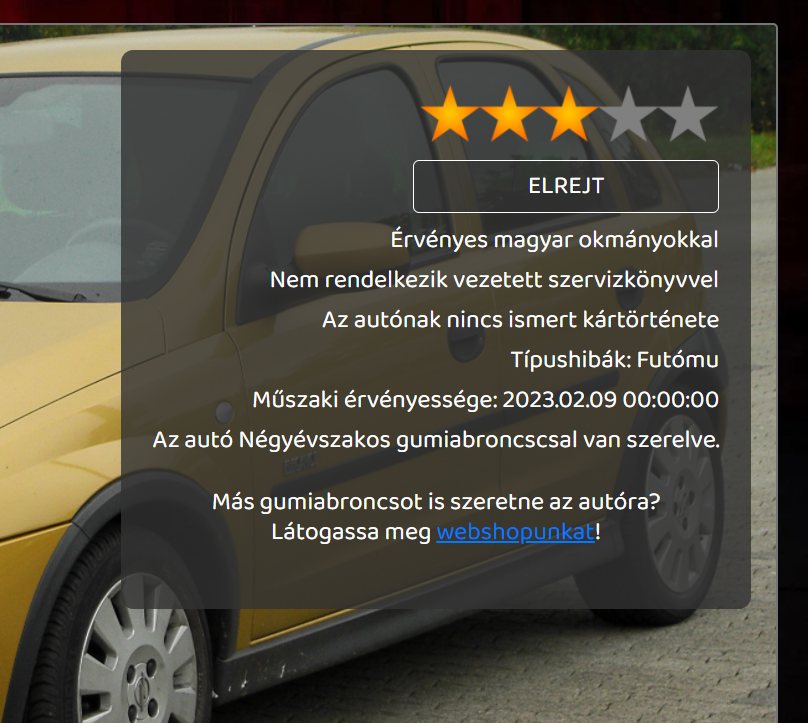 ELREJT
Érvényes magyar okmányokkal
Nem rendelkezik vezetett szervizkönyvvel
Az autónak nincs ismert kártörténete
Típushibák: Futómu
Műszaki érvényessége: 2023.02.09 00:00:00
Az autó Négyévszakos gumiabroncscsal van szerelve.
Más gumiabroncsot is szeretne az autóra?
Látogassa meg webshopunkat!